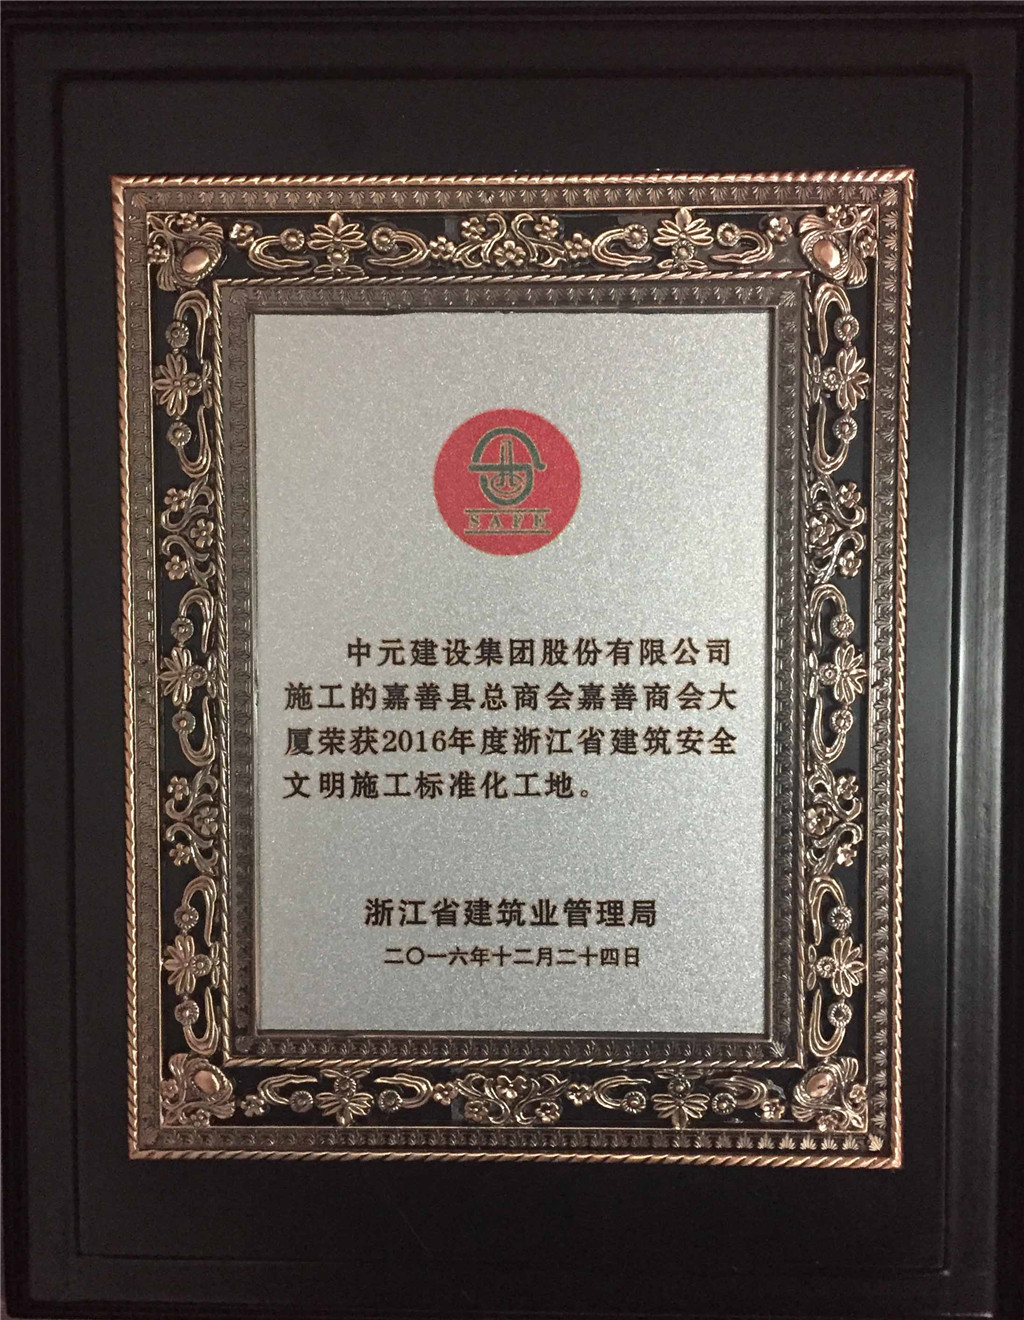 SAFE
中元建设集团股份有限公司
施工的嘉善县总商会嘉善商会大
厦荣获2016年度浙江省建筑安全
文明施工标准化工地。
浙江省建筑业管理局
二〇一六年十二月二十四日